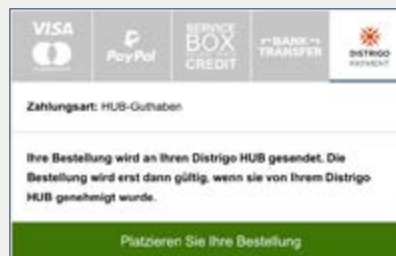 VISA
PayPal
SERVICE
BOX
CREDIT
BANK
TRANSFER
DISTRIGO
PAYMENT
Zahlungsart: HUB-Guthaben
Ihre Bestellung wird an Ihren Distrigo HUB gesendet. Die
Bestellung wird erst dann gültig, wenn sie von Ihrem Distrigo
HUB genehmigt wurde.
Platzieren Sie Ihre Bestellung